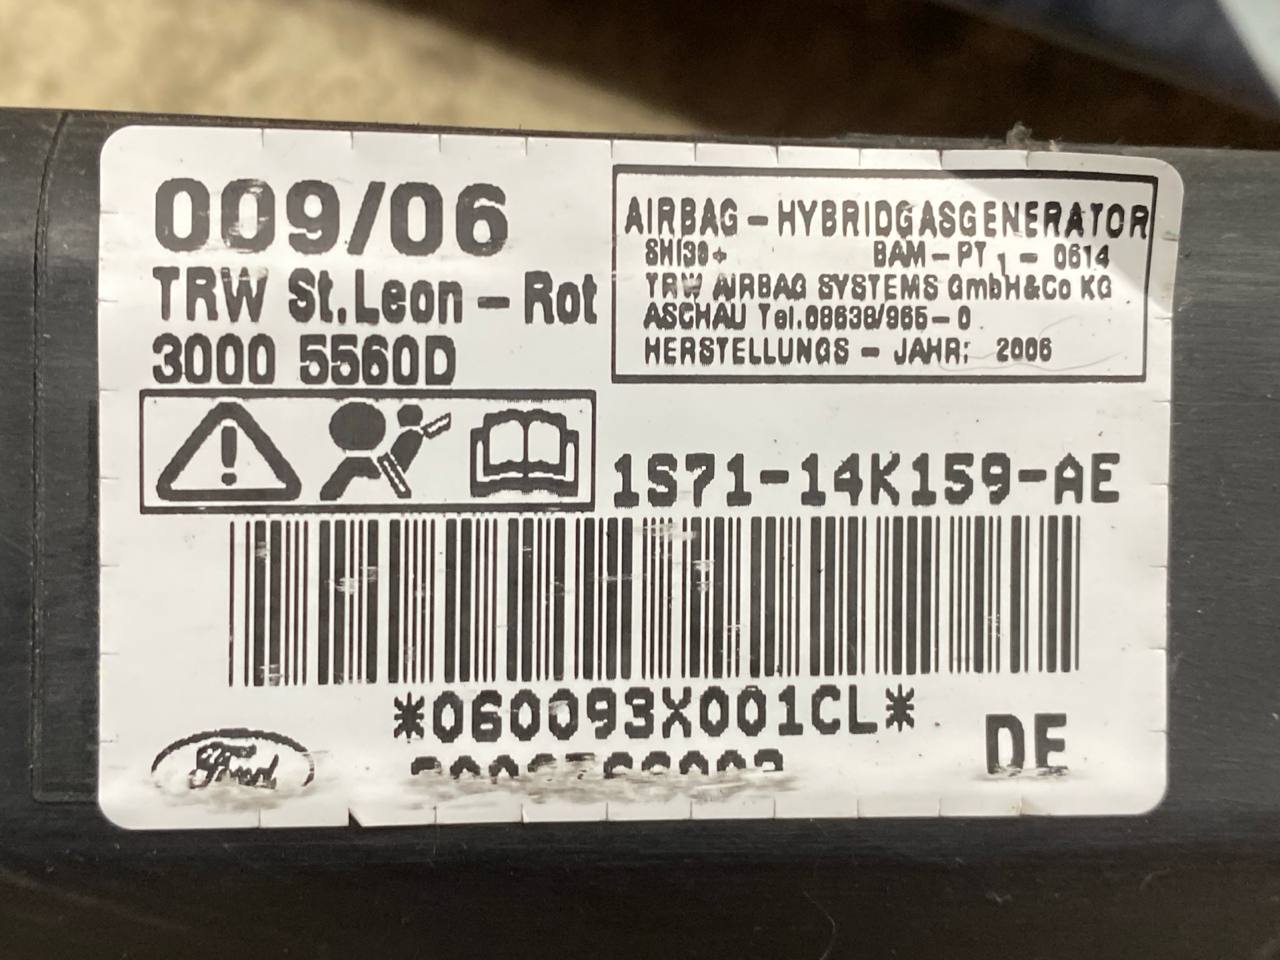 009/06
TRW St.Leon - Rot
3000 5560D
AIRBAG - HYBRIDGASGENERATOR
SHI30+ BAM - PT 1 - 0614
TRW AIRBAG SYSTEMS GmbH&Co KG
ASCHAU Tel.08638/965-0
HERSTELLUNGS - JAHR: 2006
1S71-14K159-AE
*060093X001CL*
Ford
DE